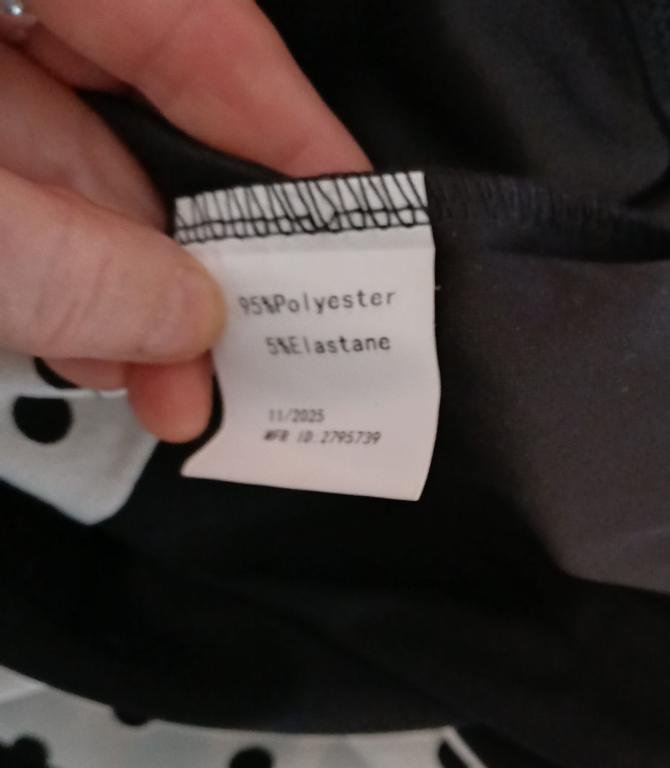 95%Polyester
5%Elastane
11/2025
MFR ID:2795739